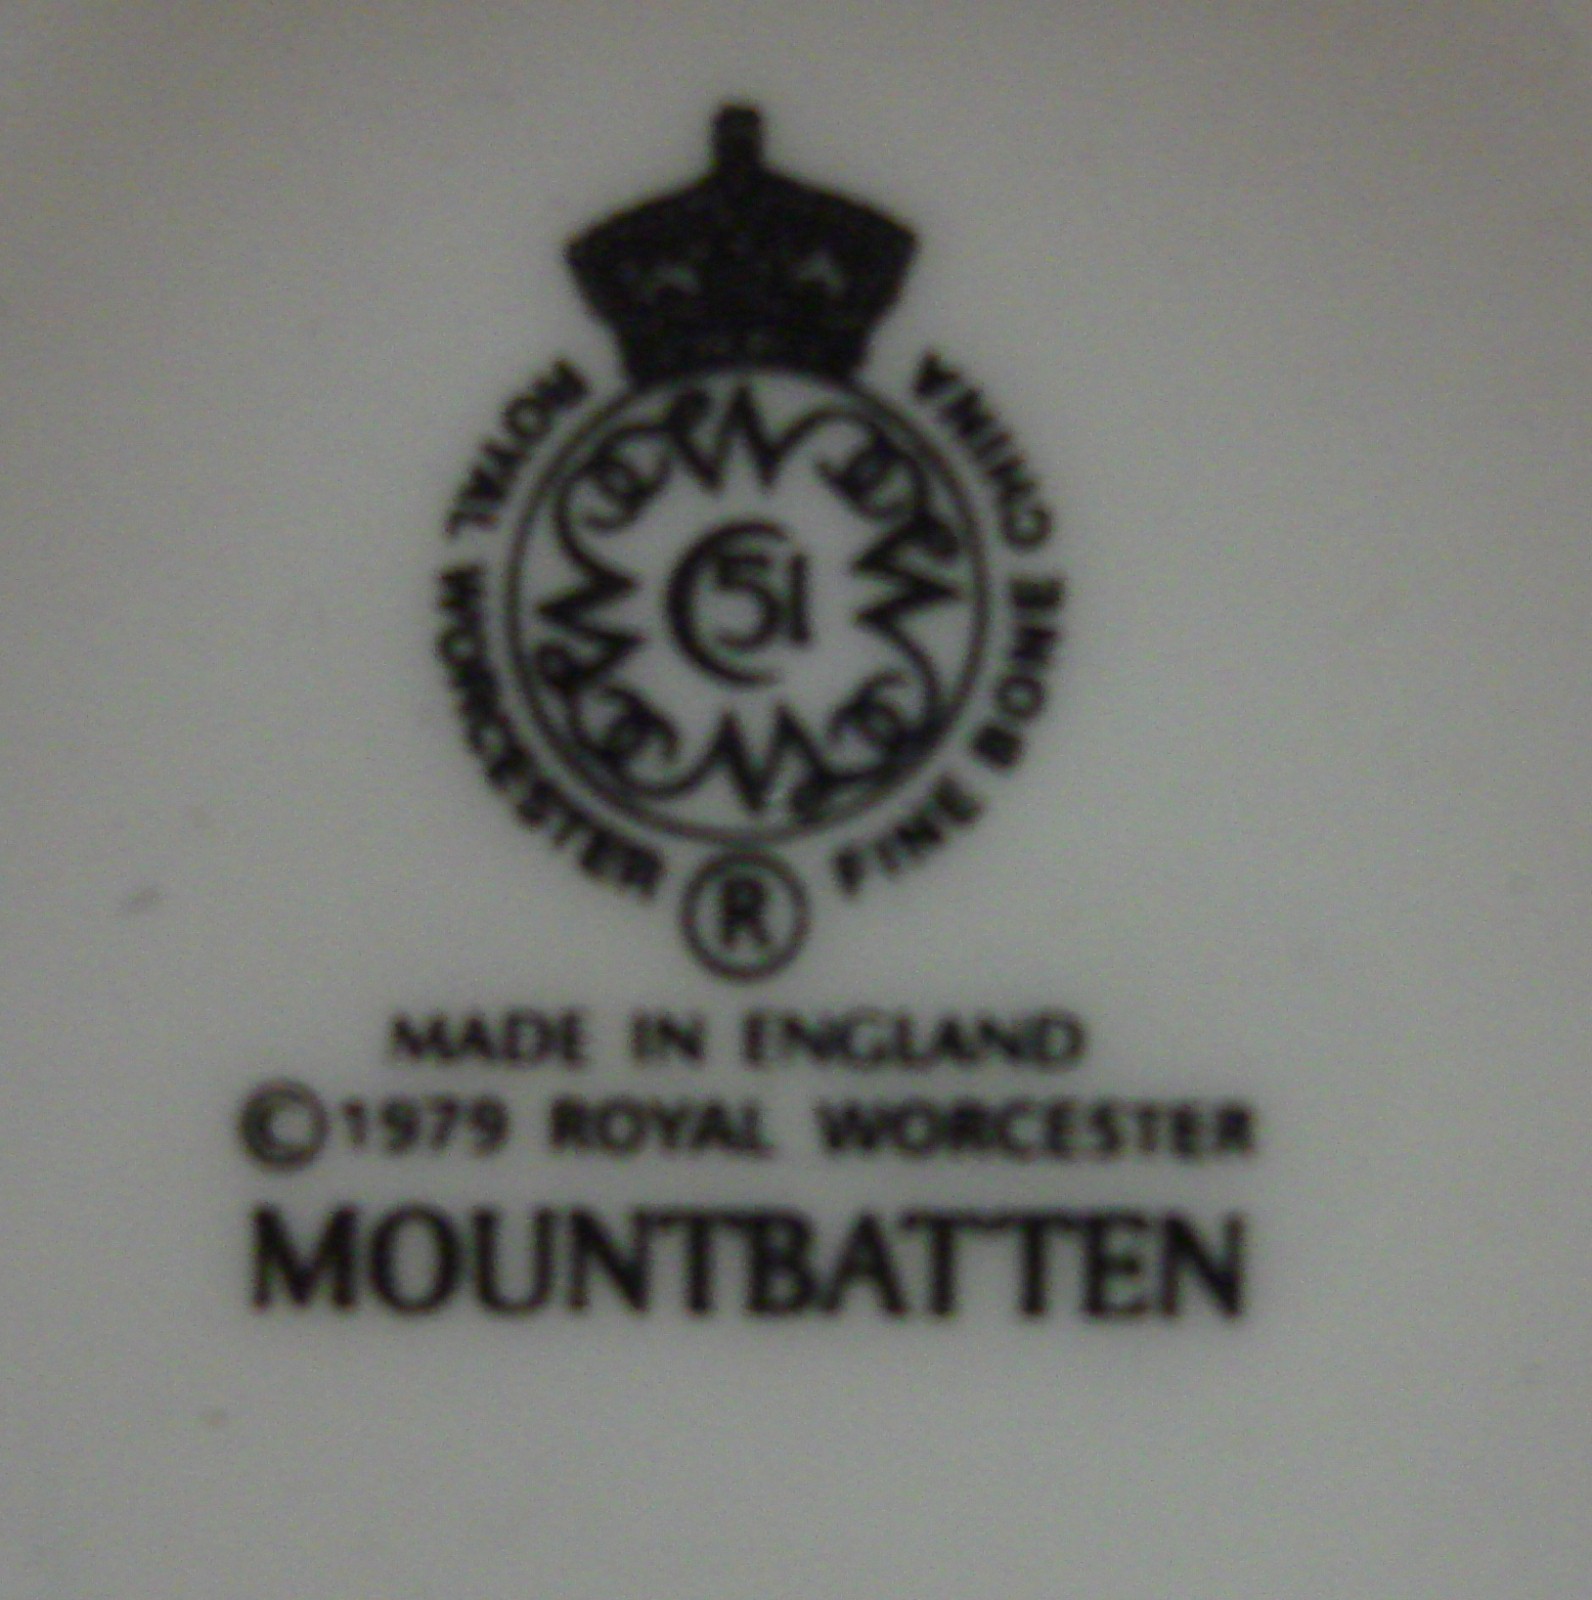 ROYAL WORCESTER
FINE BONE CHINA
51
®
MADE IN ENGLAND
©1979 ROYAL WORCESTER
MOUNTBATTEN